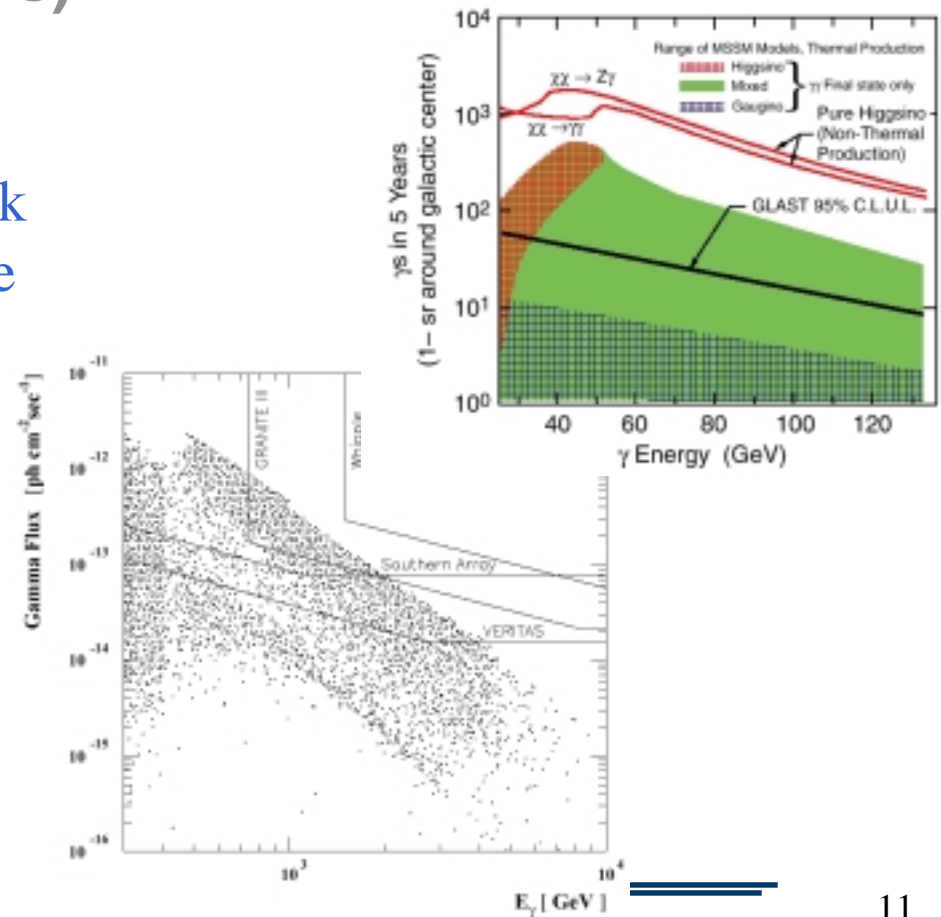 k
e
10⁴
10³
10²
10¹
10⁰
γs in 5 Years
(1– sr around galactic center)
Range of MSSM Models, Thermal Production
Higgsino
Mixed
Gaugino
γγ Final state only
χχ → Zγ
χχ → γγ
Pure Higgsino
(Non-Thermal
Production)
GLAST 95% C.L.U.L.
40 60 80 100 120
γ Energy (GeV)
Gamma Flux [ph cm⁻² sec⁻¹]
10⁻¹¹
10⁻¹²
10⁻¹³
10⁻¹⁴
10⁻¹⁵
10⁻¹⁶
GRANITE III
Whipple
Southern Array
VERITAS
10³ 10⁴
Eγ [ GeV ]
11